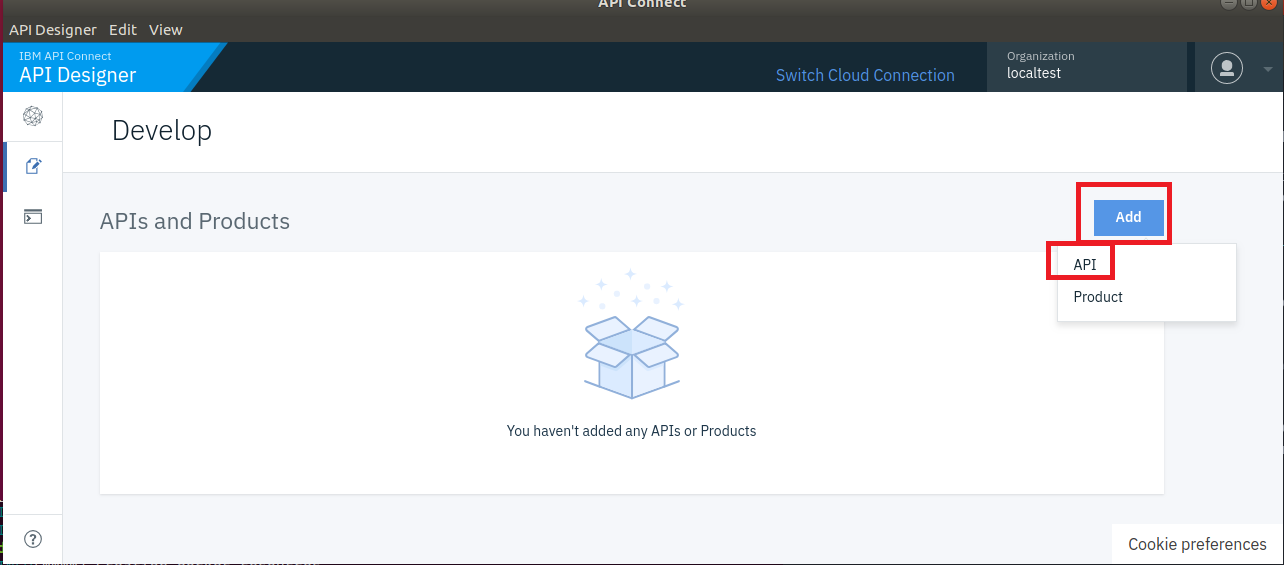 API Connect
API Designer Edit View
IBM API Connect
API Designer
Switch Cloud Connection
Organization
localtest
Develop
APIs and Products
Add
API
Product
You haven't added any APIs or Products
?
Cookie preferences